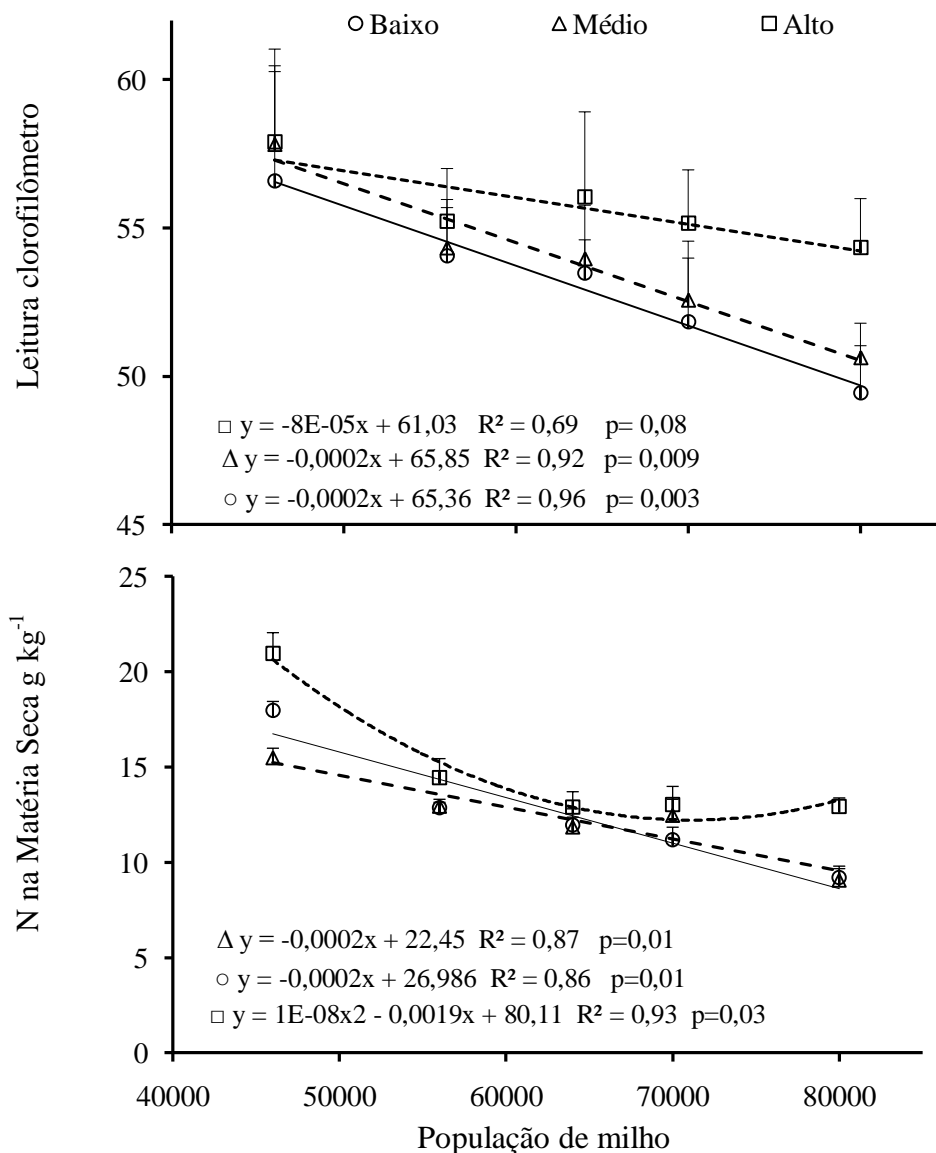 ○ Baixo △ Médio □ Alto
Leitura clorofilômetro
60
55
50
45
□ y = -8E-05x + 61,03 R² = 0,69 p= 0,08
Δ y = -0,0002x + 65,85 R² = 0,92 p= 0,009
○ y = -0,0002x + 65,36 R² = 0,96 p= 0,003
N na Matéria Seca g kg⁻¹
25
20
15
10
5
0
Δ y = -0,0002x + 22,45 R² = 0,87 p=0,01
○ y = -0,0002x + 26,986 R² = 0,86 p=0,01
□ y = 1E-08x2 - 0,0019x + 80,11 R² = 0,93 p=0,03
40000 50000 60000 70000 80000
População de milho